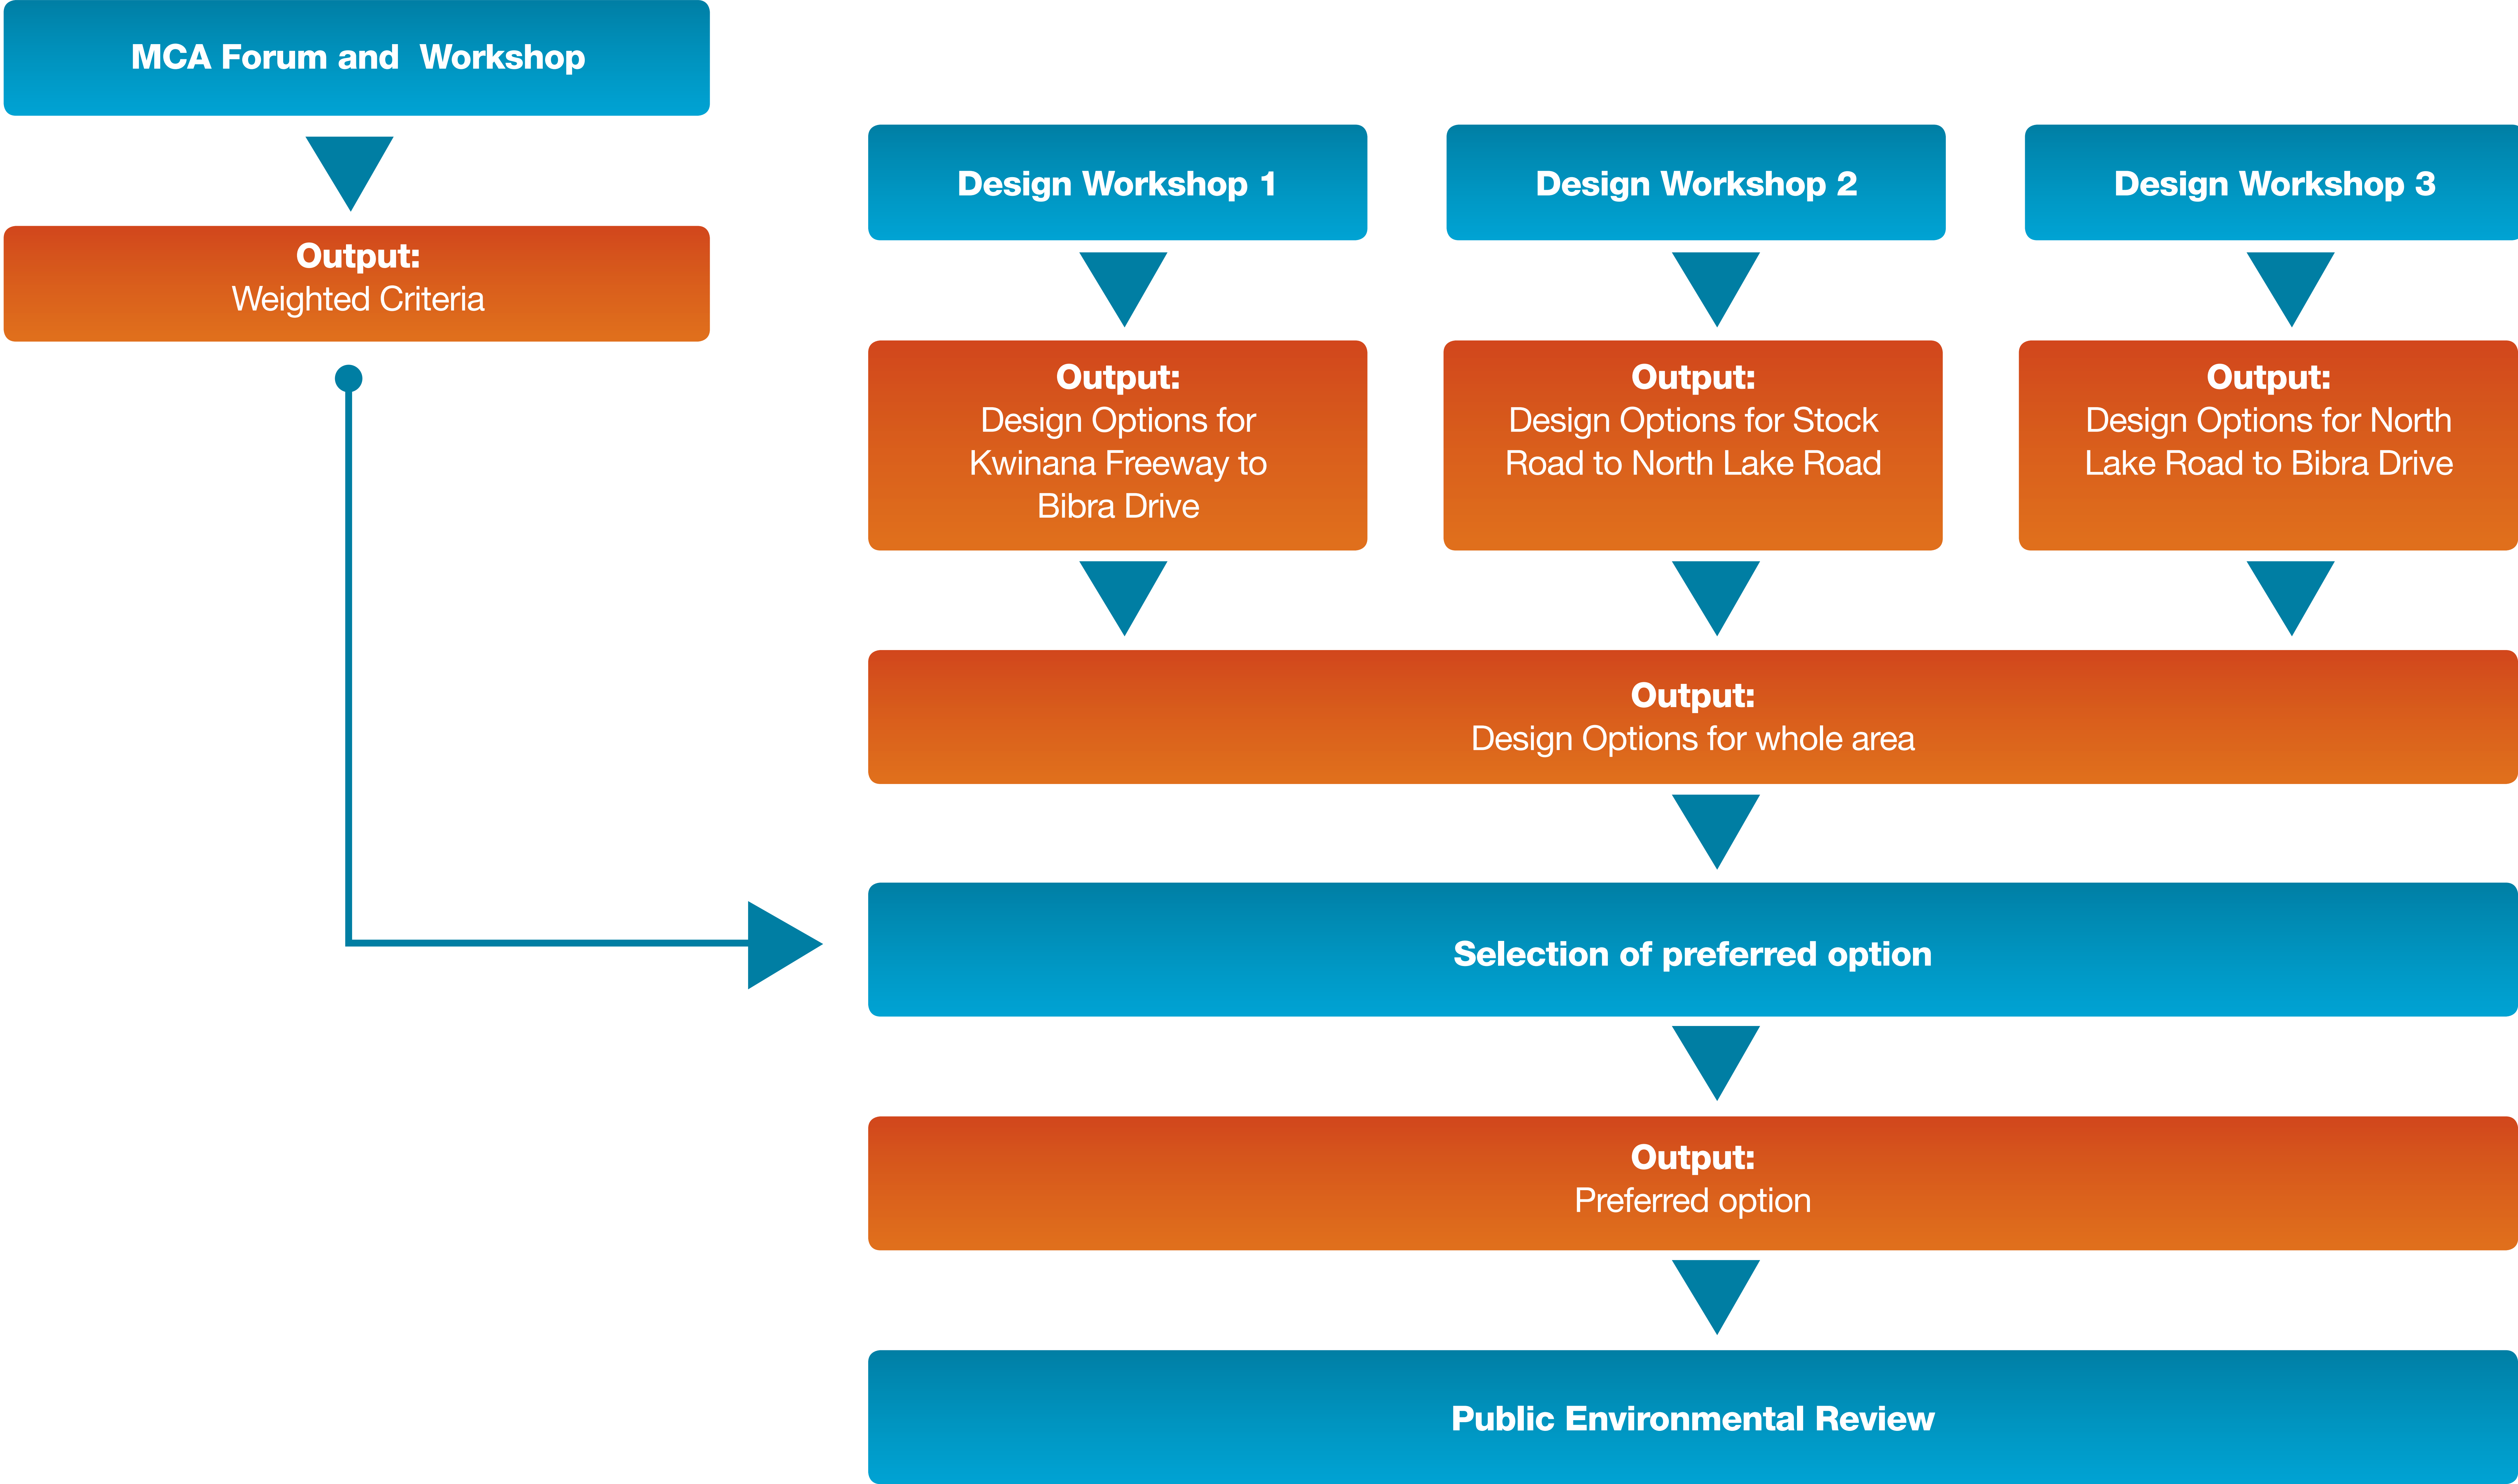 MCA Forum and Workshop
Output:
Weighted Criteria
Design Workshop 1
Output:
Design Options for
Kwinana Freeway to
Bibra Drive
Design Workshop 2
Output:
Design Options for Stock
Road to North Lake Road
Design Workshop 3
Output:
Design Options for North
Lake Road to Bibra Drive
Output:
Design Options for whole area
Selection of preferred option
Output:
Preferred option
Public Environmental Review